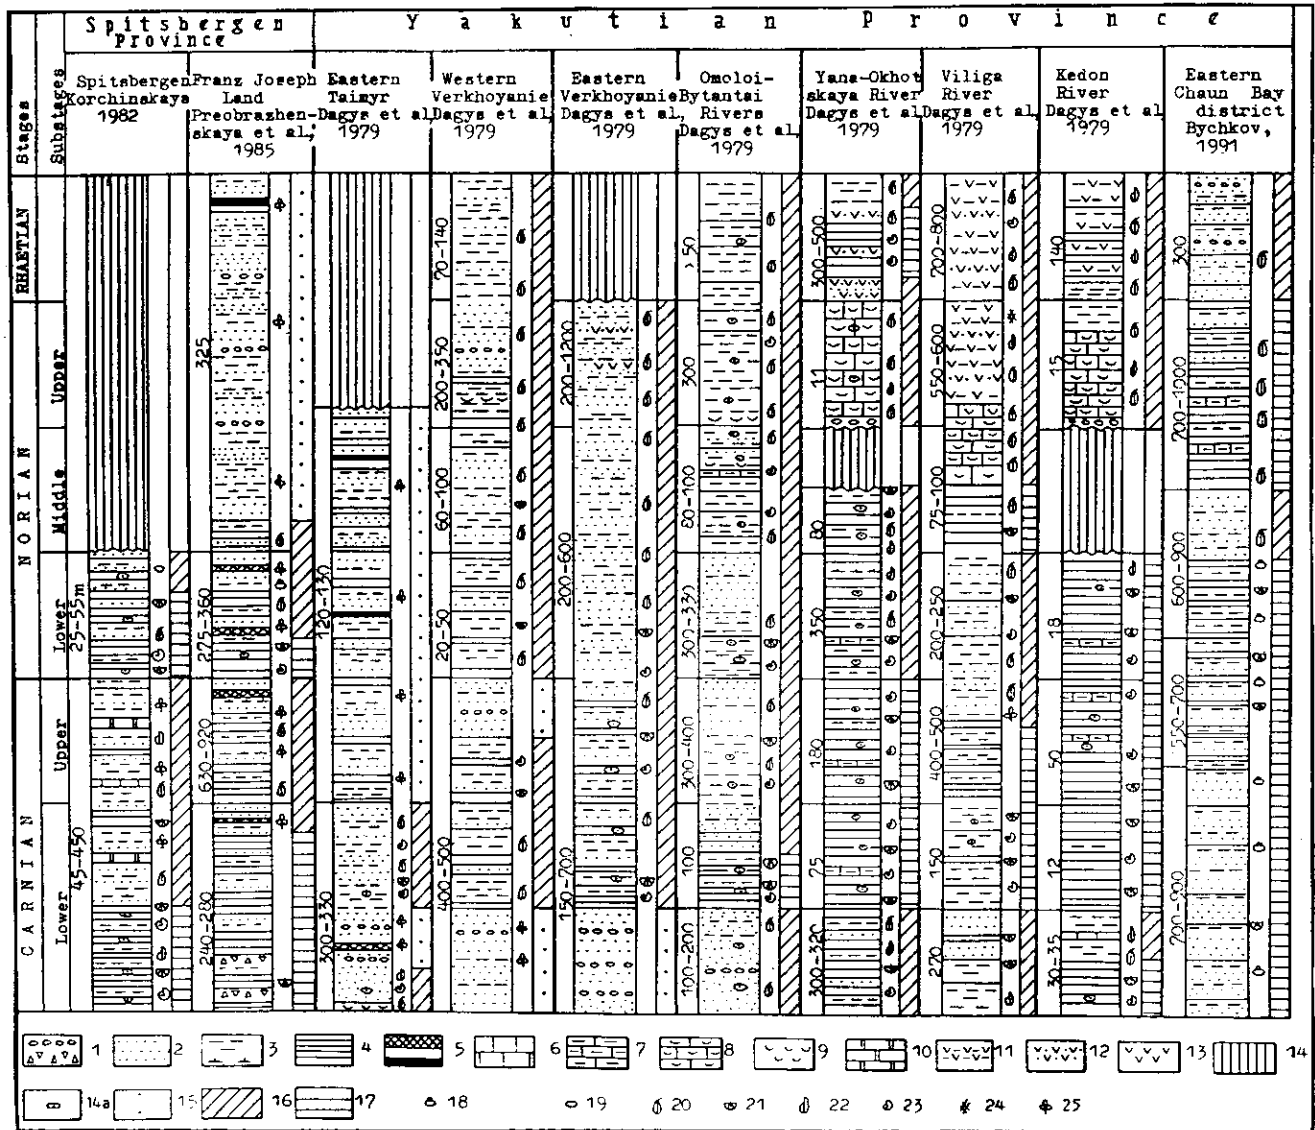 Spitsbergen
Province
Yakutian Province
Stages
Substages
Spitsbergen
Korchinskaya
1982
Franz Joseph
Land
Preobrazhen-
skaya et al,
1985
Eastern
Taimyr
Dagys et al
1979
Western
Verkhoyanie
Dagys et al,
1979
Eastern
Verkhoyanie
Dagys et al,
1979
Omoloi-
Bytantai
Rivers
Dagys et al,
1979
Yana-Okhot
skaya River
Dagys et al
1979
Viliga
River
Dagys et al,
1979
Kedon
River
Dagys et al
1979
Eastern
Chaun Bay
district
Bychkov,
1991
RHAETIAN
NORIAN
Upper
Middle
Lower
CARNIAN
Upper
Lower
25-55m
45-450
325
275-360
630-920
240-280
120-130
300-330
70-140
200-350
60-100
20-50
400-500
200-1200
200-600
150-700
>50
300
80-100
300-330
300-400
100
100-200
300-500
11
80
350
180
75
300-320
700-800
550-600
75-100
200-250
400-500
150
270
140
15
18
50
12
30-35
300
700-1000
600-900
550-700
700-900
1 2 3 4 5 6 7 8 9 10 11 12 13 14
14a 15 16 17 18 19 20 21 22 23 24 25